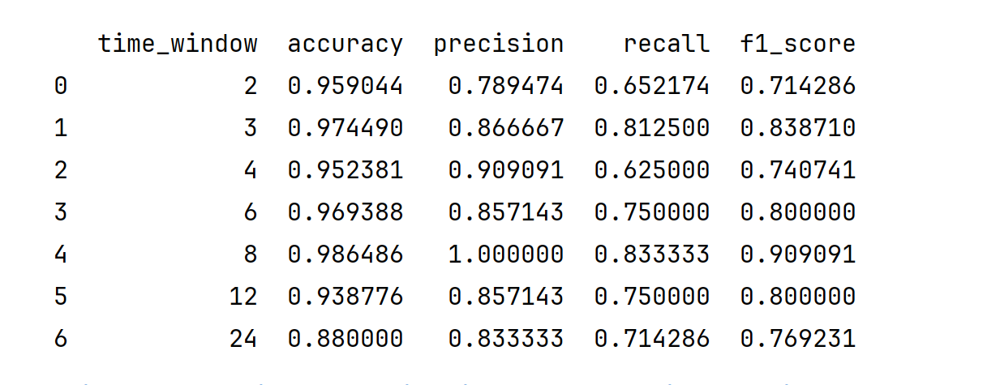 time_window accuracy precision recall f1_score
0 2 0.959044 0.789474 0.652174 0.714286
1 3 0.974490 0.866667 0.812500 0.838710
2 4 0.952381 0.909091 0.625000 0.740741
3 6 0.969388 0.857143 0.750000 0.800000
4 8 0.986486 1.000000 0.833333 0.909091
5 12 0.938776 0.857143 0.750000 0.800000
6 24 0.880000 0.833333 0.714286 0.769231